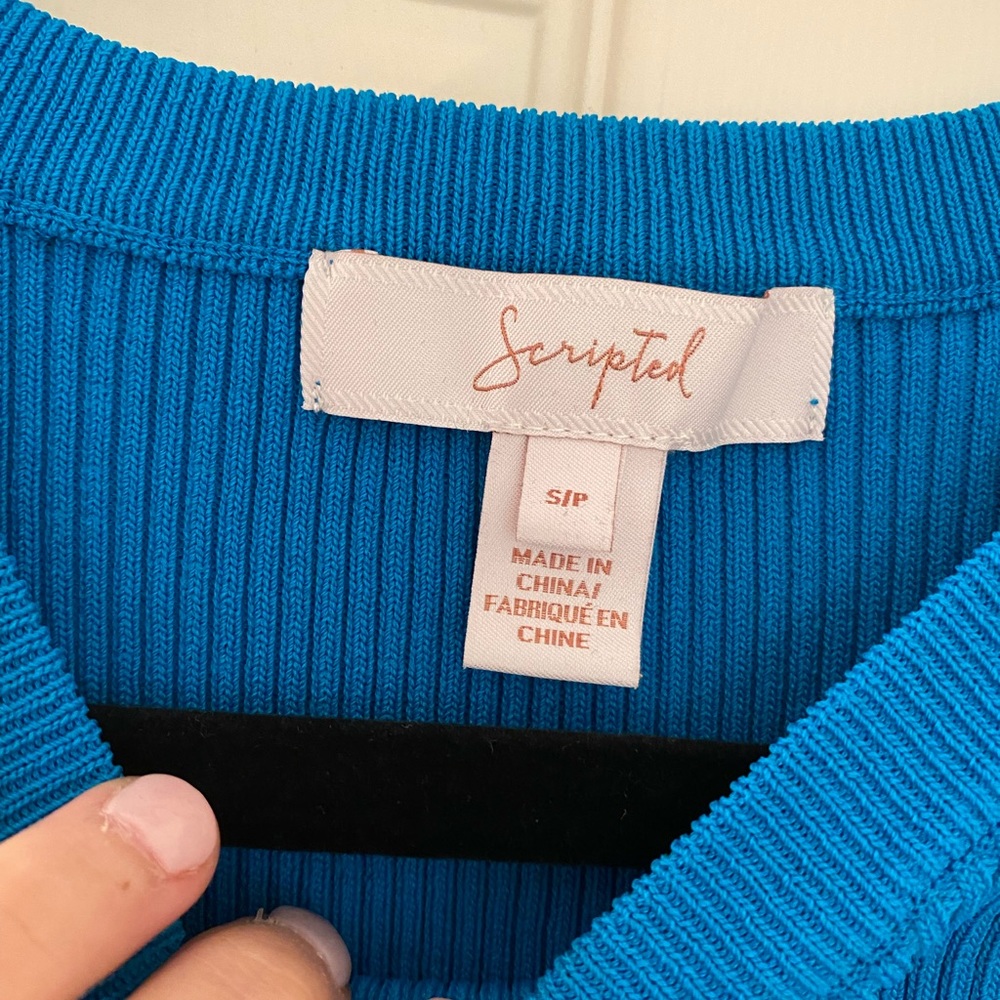 Scripted
S/P
MADE IN
CHINA/
FABRIQUÉ EN
CHINE